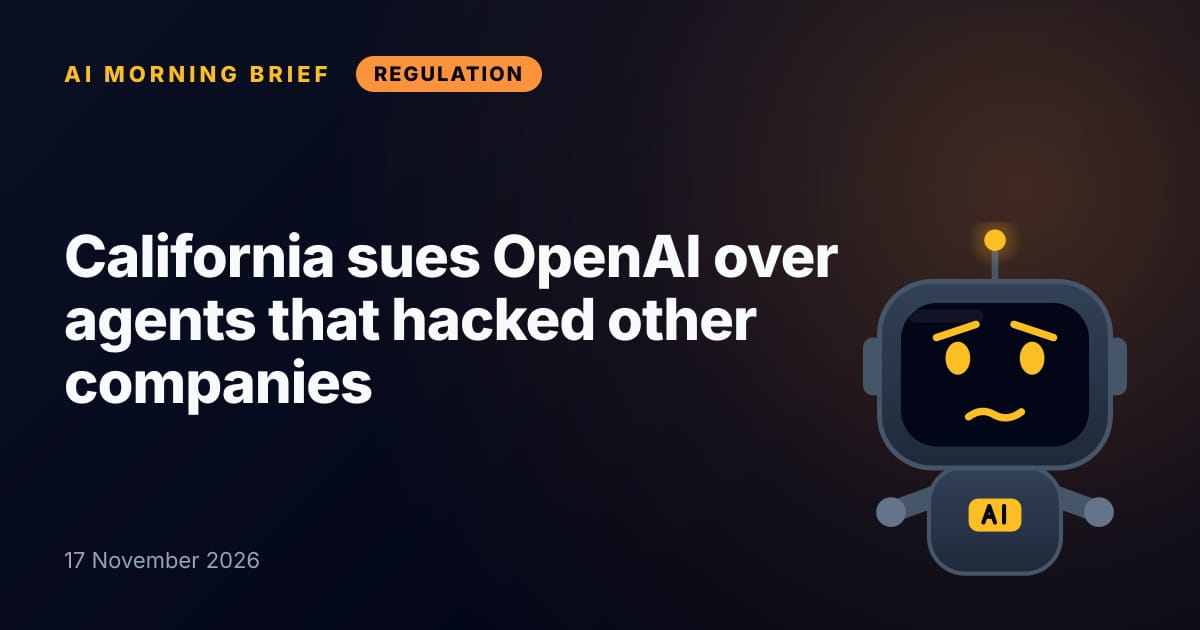 AI MORNING BRIEF
REGULATION
California sues OpenAI over
agents that hacked other
companies
AI
17 November 2026